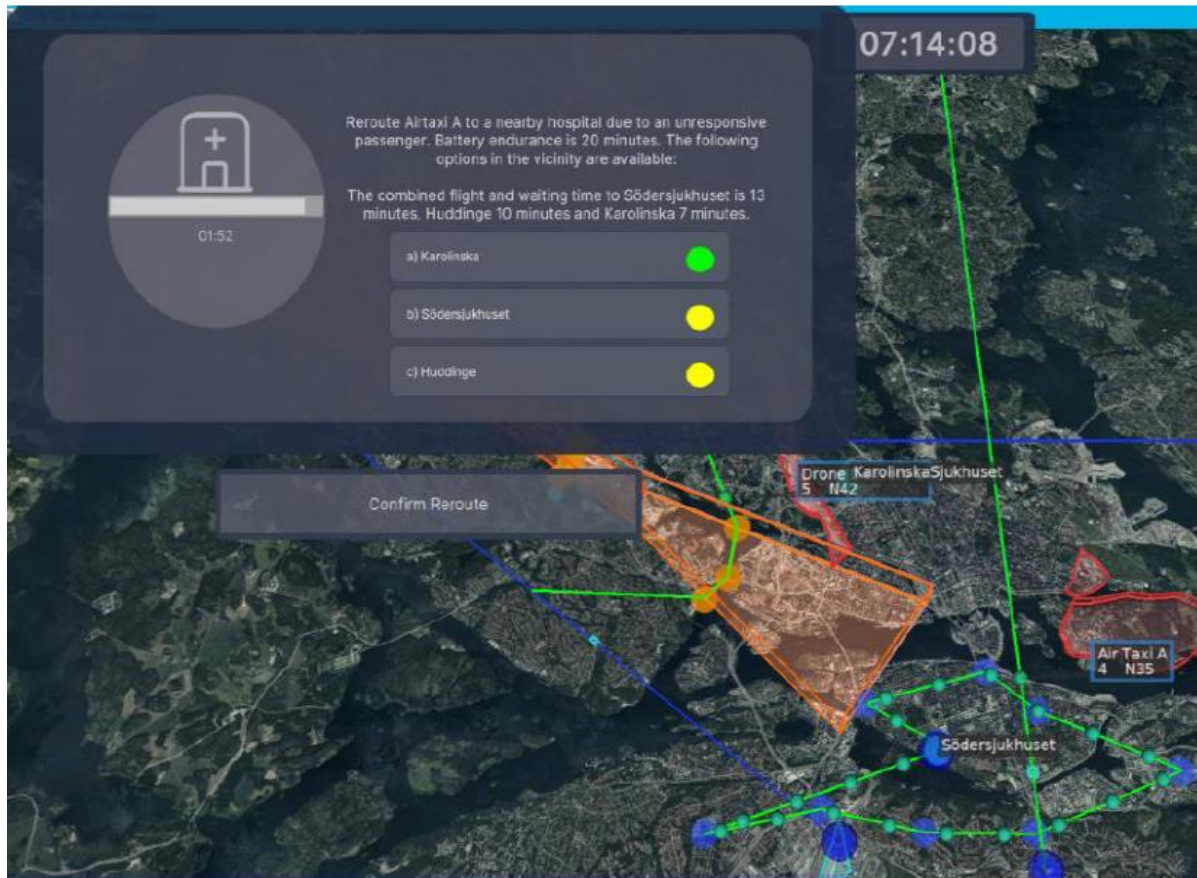 07:14:08
Reroute Airtaxi A to a nearby hospital due to an unresponsive
passenger. Battery endurance is 20 minutes. The following
options in the vicinity are available:
The combined flight and waiting time to Södersjukhuset is 13
minutes, Huddinge 10 minutes and Karolinska 7 minutes.
01:52
a) Karolinska
b) Södersjukhuset
c) Huddinge
Confirm Reroute
Drone
5 N42
KarolinskaSjukhuset
Air Taxi A
4 N35
Södersjukhuset